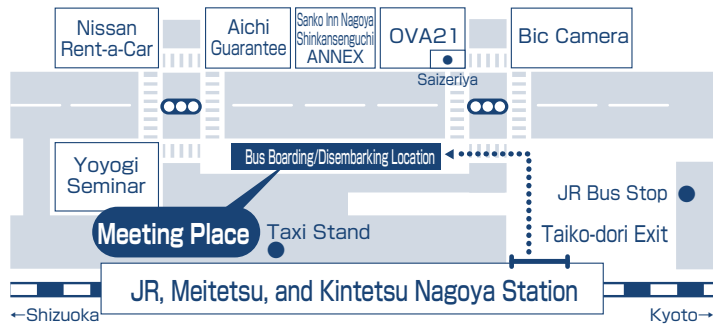 Nissan
Rent-a-Car
Aichi
Guarantee
Sanko Inn Nagoya
Shinkansenguchi
ANNEX
OVA21
Saizeriya
Bic Camera
Bus Boarding/Disembarking Location
Yoyogi
Seminar
JR Bus Stop
Meeting Place
Taxi Stand
Taiko-dori Exit
JR, Meitetsu, and Kintetsu Nagoya Station
←Shizuoka
Kyoto→